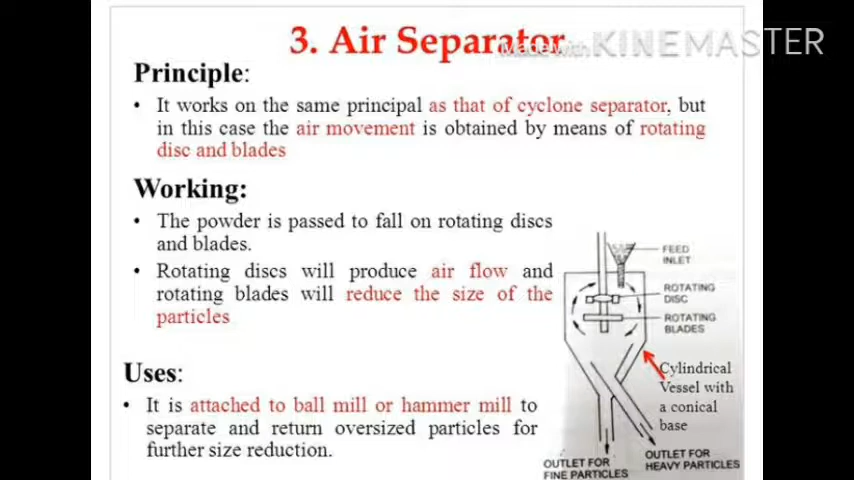 3. Air Separator
Made with KINEMASTER
Principle:
• It works on the same principal as that of cyclone separator, but
in this case the air movement is obtained by means of rotating
disc and blades
Working:
• The powder is passed to fall on rotating discs
and blades.
• Rotating discs will produce air flow and
rotating blades will reduce the size of the
particles
Uses:
• It is attached to ball mill or hammer mill to
separate and return oversized particles for
further size reduction.
FEED
INLET
ROTATING
DISC
ROTATING
BLADES
Cylindrical
Vessel with
a conical
base
OUTLET FOR
FINE PARTICLES
OUTLET FOR
HEAVY PARTICLES